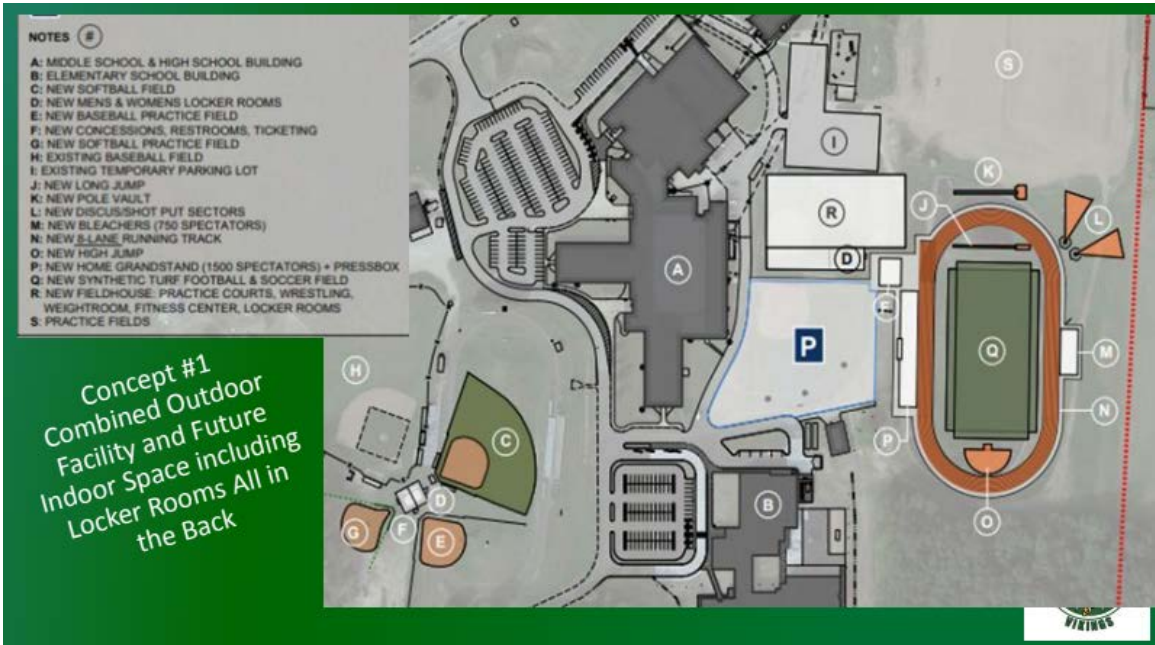 NOTES #
A: MIDDLE SCHOOL & HIGH SCHOOL BUILDING
B: ELEMENTARY SCHOOL BUILDING
C: NEW SOFTBALL FIELD
D: NEW MENS & WOMENS LOCKER ROOMS
E: NEW BASEBALL PRACTICE FIELD
F: NEW CONCESSIONS, RESTROOMS, TICKETING
G: NEW SOFTBALL PRACTICE FIELD
H: EXISTING BASEBALL FIELD
I: EXISTING TEMPORARY PARKING LOT
J: NEW LONG JUMP
K: NEW POLE VAULT
L: NEW DISCUS/SHOT PUT SECTORS
M: NEW BLEACHERS (750 SPECTATORS)
N: NEW 8-LANE RUNNING TRACK
O: NEW HIGH JUMP
P: NEW HOME GRANDSTAND (1500 SPECTATORS) + PRESSBOX
Q: NEW SYNTHETIC TURF FOOTBALL & SOCCER FIELD
R: NEW FIELDHOUSE: PRACTICE COURTS, WRESTLING,
WEIGHTROOM, FITNESS CENTER, LOCKER ROOMS
S: PRACTICE FIELDS
Concept #1
Combined Outdoor
Facility and Future
Indoor Space including
Locker Rooms All in
the Back
S
I
K
J
R
L
D
A
F
P
Q
M
H
N
C
P
D
B
G
F
E
O
VIKINGS